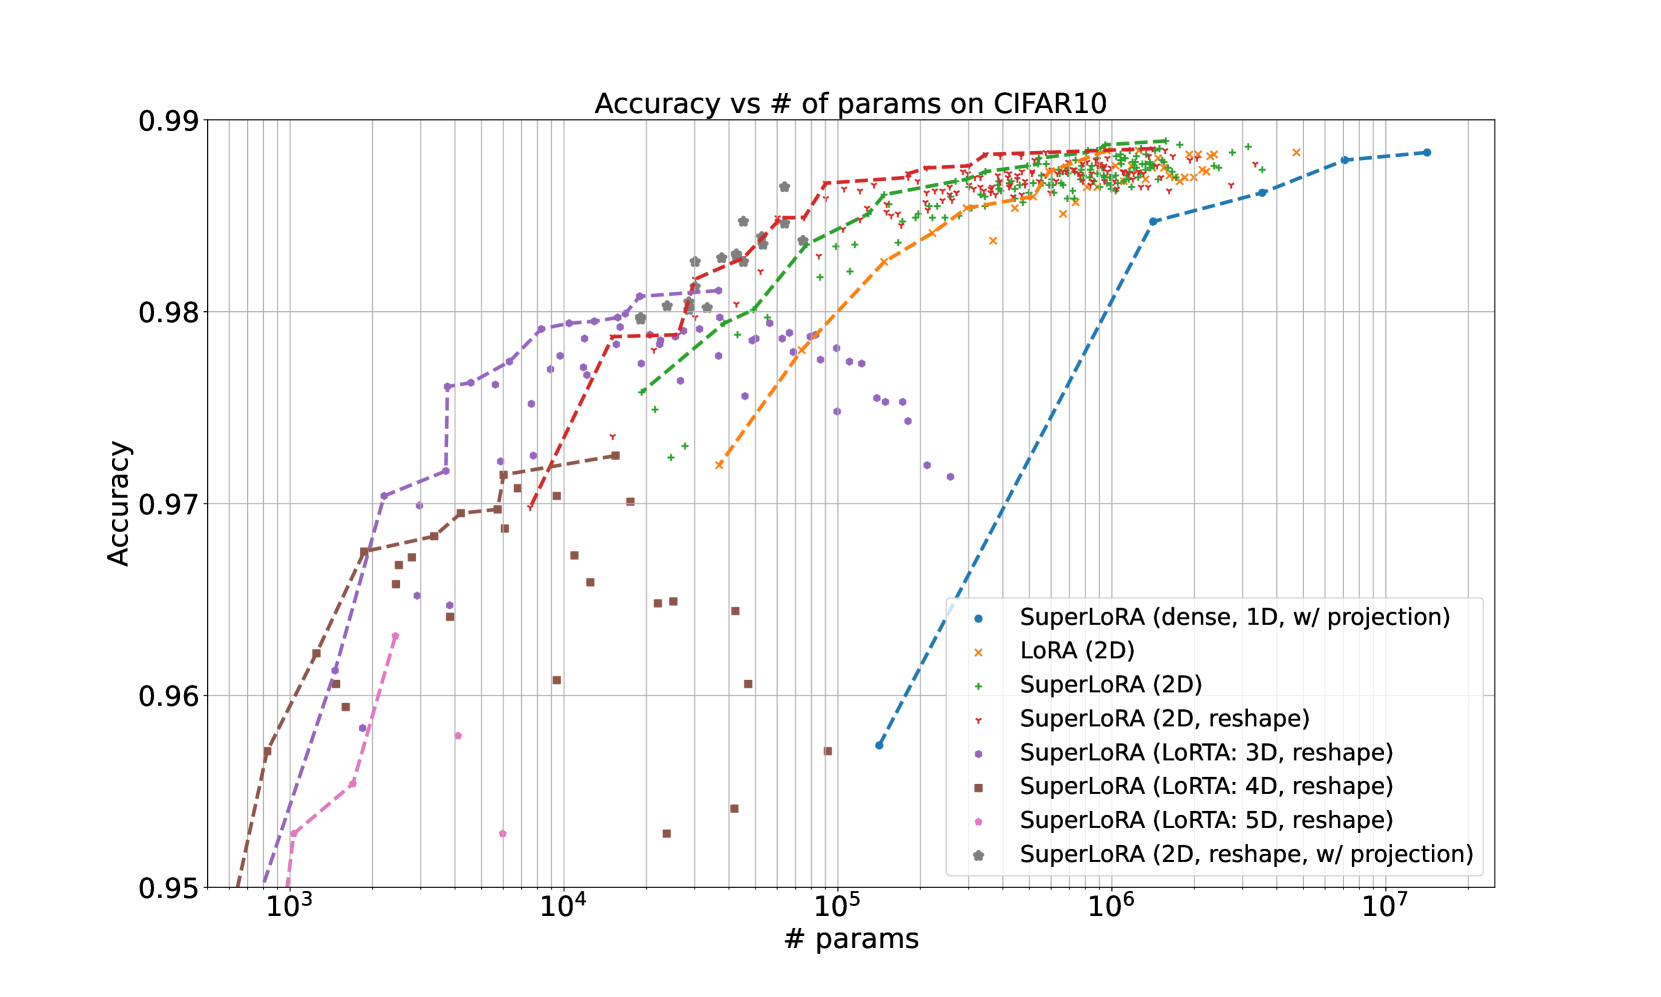 Accuracy vs # of params on CIFAR10
0.99
0.98
0.97
0.96
0.95
Accuracy
10³
10⁴
10⁵
10⁶
10⁷
# params
SuperLoRA (dense, 1D, w/ projection)
LoRA (2D)
SuperLoRA (2D)
SuperLoRA (2D, reshape)
SuperLoRA (LoRTA: 3D, reshape)
SuperLoRA (LoRTA: 4D, reshape)
SuperLoRA (LoRTA: 5D, reshape)
SuperLoRA (2D, reshape, w/ projection)